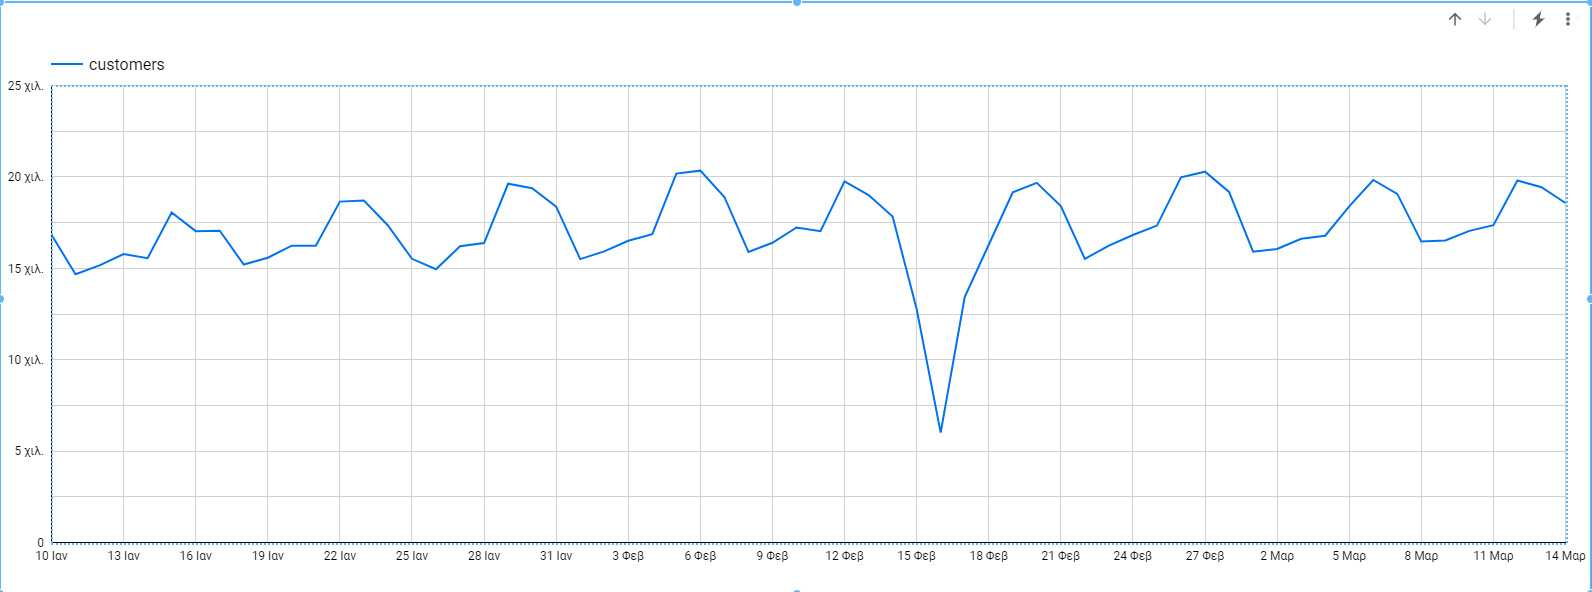 customers
25 χιλ.
20 χιλ.
15 χιλ.
10 χιλ.
5 χιλ.
0
10 Ιαν 13 Ιαν 16 Ιαν 19 Ιαν 22 Ιαν 25 Ιαν 28 Ιαν 31 Ιαν 3 Φεβ 6 Φεβ 9 Φεβ 12 Φεβ 15 Φεβ 18 Φεβ 21 Φεβ 24 Φεβ 27 Φεβ 2 Μαρ 5 Μαρ 8 Μαρ 11 Μαρ 14 Μαρ